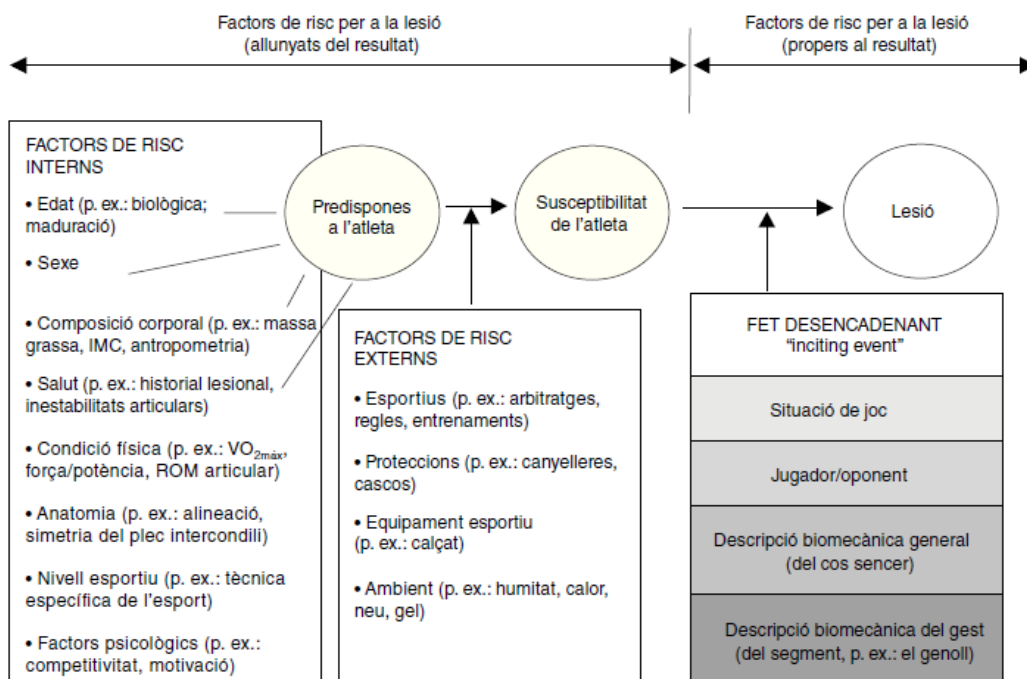 Factors de risc per a la lesió
(allunyats del resultat)
Factors de risc per a la lesió
(propers al resultat)
FACTORS DE RISC
INTERNS
• Edat (p. ex.: biològica;
maduració)
• Sexe
• Composició corporal (p. ex.: massa
grassa, IMC, antropometria)
• Salut (p. ex.: historial lesional,
inestabilitats articulars)
• Condició física (p. ex.: VO2màx,
força/potència, ROM articular)
• Anatomia (p. ex.: alineació,
simetria del plec intercondili)
• Nivell esportiu (p. ex.: tècnica
específica de l’esport)
• Factors psicològics (p. ex.:
competitivitat, motivació)
Predispones
a l’atleta
Susceptibilitat
de l’atleta
Lesió
FACTORS DE RISC
EXTERNS
• Esportius (p. ex.: arbitratges,
regles, entrenaments)
• Proteccions (p. ex.: canyelleres,
cascos)
• Equipament esportiu
(p. ex.: calçat)
• Ambient (p. ex.: humitat, calor,
neu, gel)
FET DESENCADENANT
“inciting event”
Situació de joc
Jugador/oponent
Descripció biomecànica general
(del cos sencer)
Descripció biomecànica del gest
(del segment, p. ex.: el genoll)